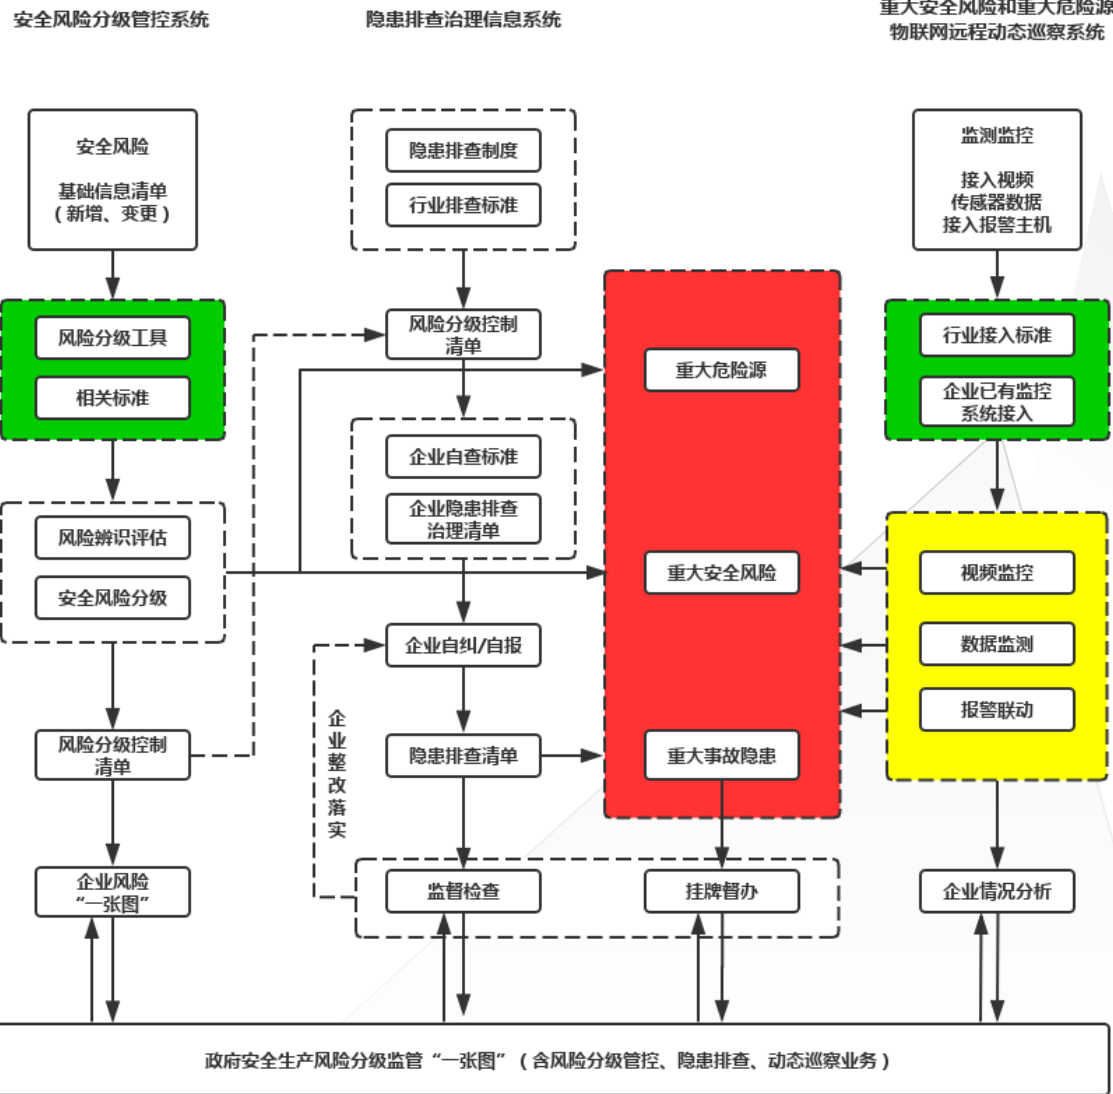 安全风险分级管控系统
隐患排查治理信息系统
重大安全风险和重大危险源
物联网远程动态巡察系统
安全风险
基础信息清单
（新增、变更）
风险分级工具
相关标准
风险辨识评估
安全风险分级
风险分级控制
清单
企业风险
“一张图”
隐患排查制度
行业排查标准
风险分级控制
清单
企业自查标准
企业隐患排查
治理清单
企业自纠/自报
企业整改落实
隐患排查清单
监督检查
重大危险源
重大安全风险
重大事故隐患
挂牌督办
监测监控
接入视频
传感器数据
接入报警主机
行业接入标准
企业已有监控
系统接入
视频监控
数据监测
报警联动
企业情况分析
政府安全生产风险分级监管“一张图”（含风险分级管控、隐患排查、动态巡察业务）